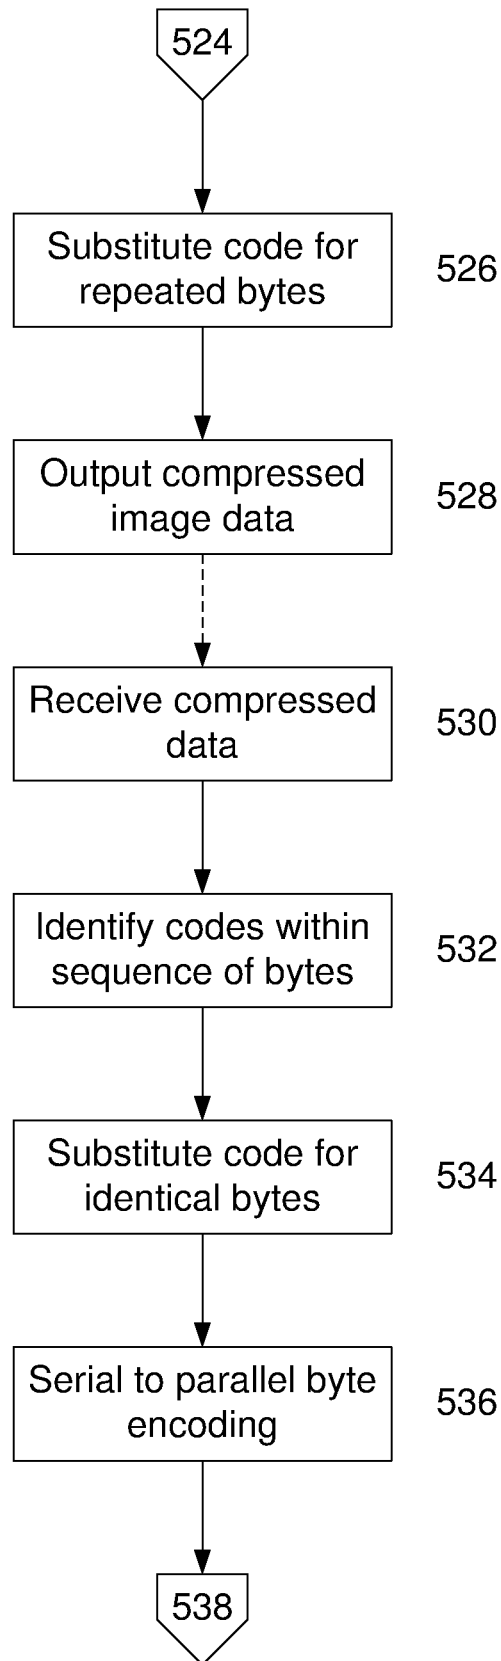 524
Substitute code for
repeated bytes
526
Output compressed
image data
528
Receive compressed
data
530
Identify codes within
sequence of bytes
532
Substitute code for
identical bytes
534
Serial to parallel byte
encoding
536
538